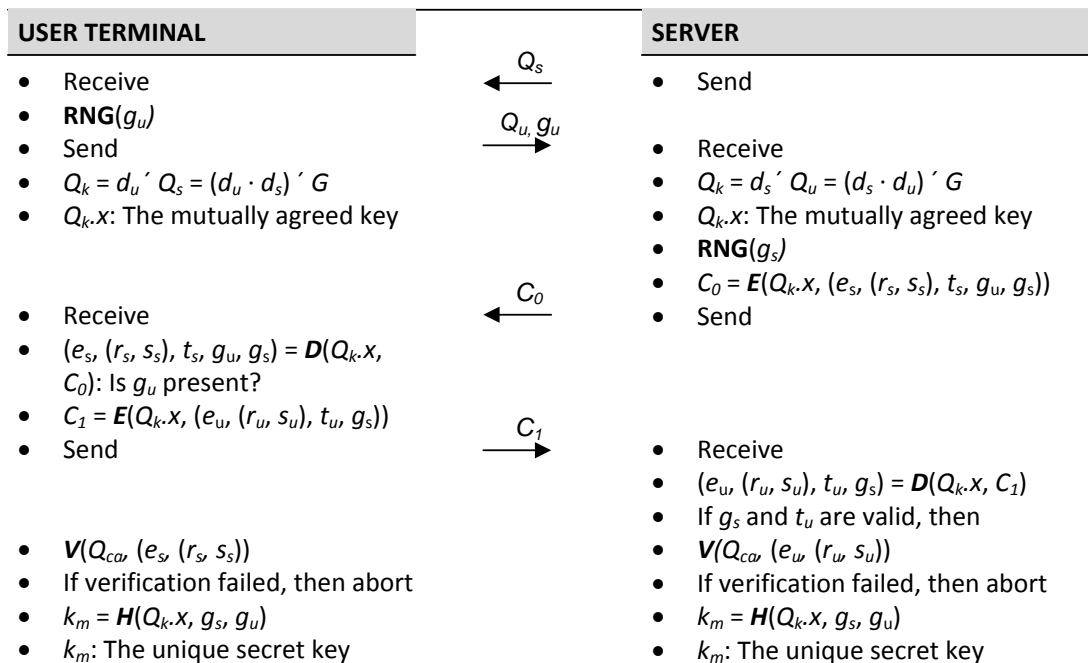 USER TERMINAL
SERVER
Qs
• Receive
• Send
• RNG(gu)
Qu, gu
• Send
• Receive
• Qk = du´ Qs = (du · ds) ´ G
• Qk = ds´ Qu = (ds · du) ´ G
• Qk.x: The mutually agreed key
• Qk.x: The mutually agreed key
• RNG(gs)
• C0 = E(Qk.x, (es, (rs, ss), ts, gu, gs))
C0
• Receive
• Send
• (es, (rs, ss), ts, gu, gs) = D(Qk.x,
C0): Is gu present?
• C1 = E(Qk.x, (eu, (ru, su), tu, gs))
C1
• Send
• Receive
• (eu, (ru, su), tu, gs) = D(Qk.x, C1)
• If gs and tu are valid, then
• V(Qca, (es, (rs, ss))
• V(Qca, (eu, (ru, su))
• If verification failed, then abort
• If verification failed, then abort
• km = H(Qk.x, gs, gu)
• km = H(Qk.x, gs, gu)
• km: The unique secret key
• km: The unique secret key